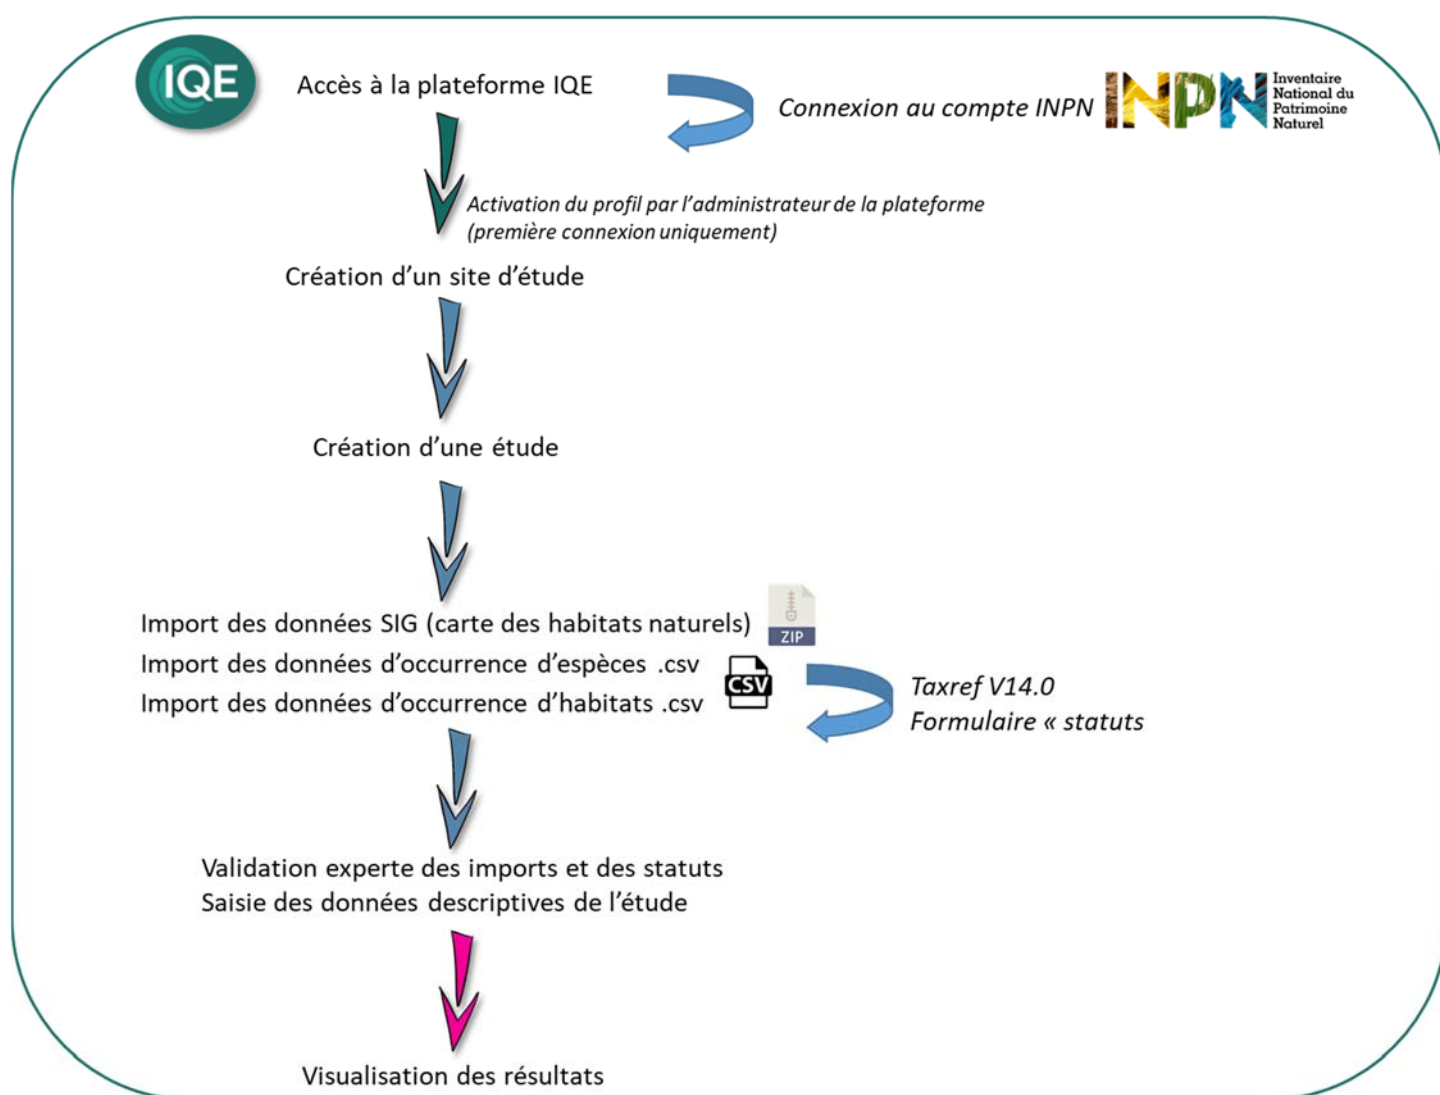 IQE
Accès à la plateforme IQE
Connexion au compte INPN
INPN
Inventaire
National du
Patrimoine
Naturel
Activation du profil par l’administrateur de la plateforme
(première connexion uniquement)
Création d’un site d’étude
Création d’une étude
Import des données SIG (carte des habitats naturels)
ZIP
Import des données d’occurrence d’espèces .csv
Import des données d’occurrence d’habitats .csv
CSV
Taxref V14.0
Formulaire « statuts
Validation experte des imports et des statuts
Saisie des données descriptives de l’étude
Visualisation des résultats